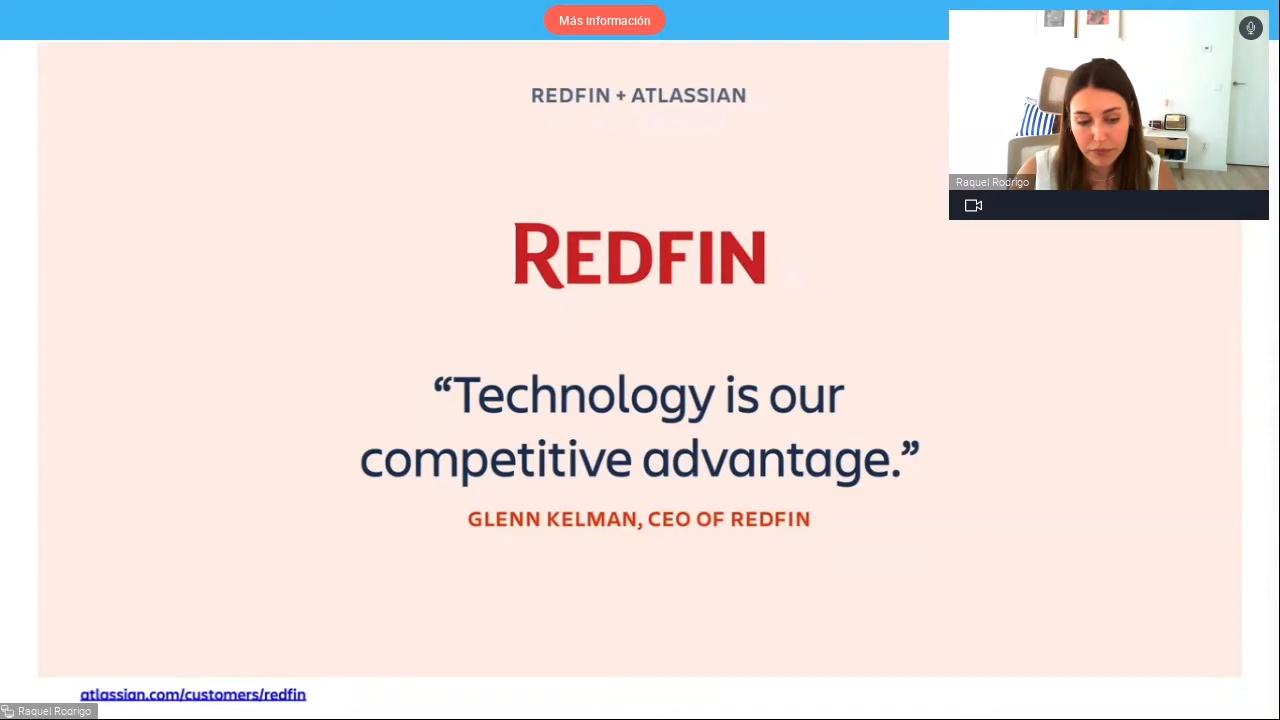 Más información
REDFIN + ATLASSIAN
Raquel Rodrigo
REDFIN
“Technology is our
competitive advantage.”
GLENN KELMAN, CEO OF REDFIN
atlassian.com/customers/redfin
Raquel Rodrigo